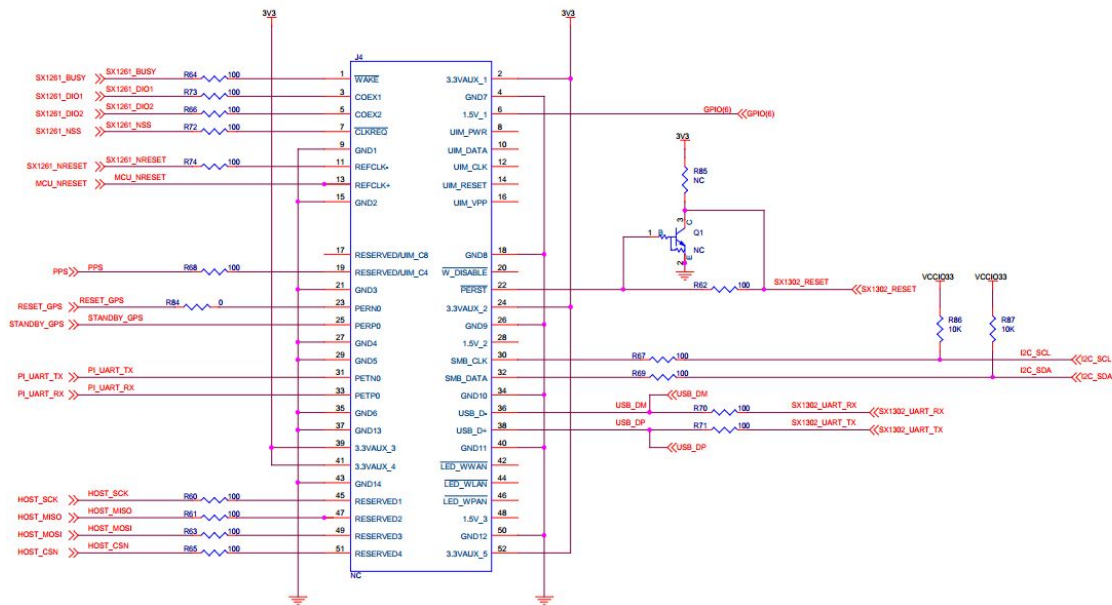 3V3 3V3
J4
SX1261_BUSY SX1261_BUSY R64 100 1 WAKE 3.3VAUX_1 2
SX1261_DIO1 SX1261_DIO1 R73 100 3 COEX1 GND7 4
SX1261_DIO2 SX1261_DIO2 R66 100 5 COEX2 1.5V_1 6 GPIO(6) GPIO(6)
SX1261_NSS SX1261_NSS R72 100 7 CLKREQ UIM_PWR 8
9 GND1 UIM_DATA 10
SX1261_NRESET SX1261_NRESET R74 100 11 REFCLK- UIM_CLK 12
MCU_NRESET MCU_NRESET 13 REFCLK+ UIM_RESET 14
15 GND2 UIM_VPP 16
3V3
R85
NC
3 C
1 B Q1
NC
2 E
17 RESERVED/UIM_C8 GND8 18
PPS PPS R68 100 19 RESERVED/UIM_C4 W_DISABLE 20
21 GND3 PERST 22 R62 100 SX1302_RESET SX1302_RESET
RESET_GPS RESET_GPS R84 0 23 PERN0 3.3VAUX_2 24
STANDBY_GPS STANDBY_GPS 25 PERP0 GND9 26
VCCIO33 VCCIO33
R86 R87
10K 10K
27 GND4 1.5V_2 28
29 GND5 SMB_CLK 30 R67 100 I2C_SCL I2C_SCL
PI_UART_TX PI_UART_TX 31 PETN0 SMB_DATA 32 R69 100 I2C_SDA I2C_SDA
PI_UART_RX PI_UART_RX 33 PETP0 GND10 34
USB_DM
35 GND6 USB_D- 36 USB_DM R70 100 SX1302_UART_RX SX1302_UART_RX
37 GND13 USB_D+ 38 USB_DP R71 100 SX1302_UART_TX SX1302_UART_TX
39 3.3VAUX_3 GND11 40 USB_DP
41 3.3VAUX_4 LED_WWAN 42
43 GND14 LED_WLAN 44
HOST_SCK HOST_SCK R60 100 45 RESERVED1 LED_WPAN 46
HOST_MISO HOST_MISO R61 100 47 RESERVED2 1.5V_3 48
HOST_MOSI HOST_MOSI R63 100 49 RESERVED3 GND12 50
HOST_CSN HOST_CSN R65 100 51 RESERVED4 3.3VAUX_5 52
NC